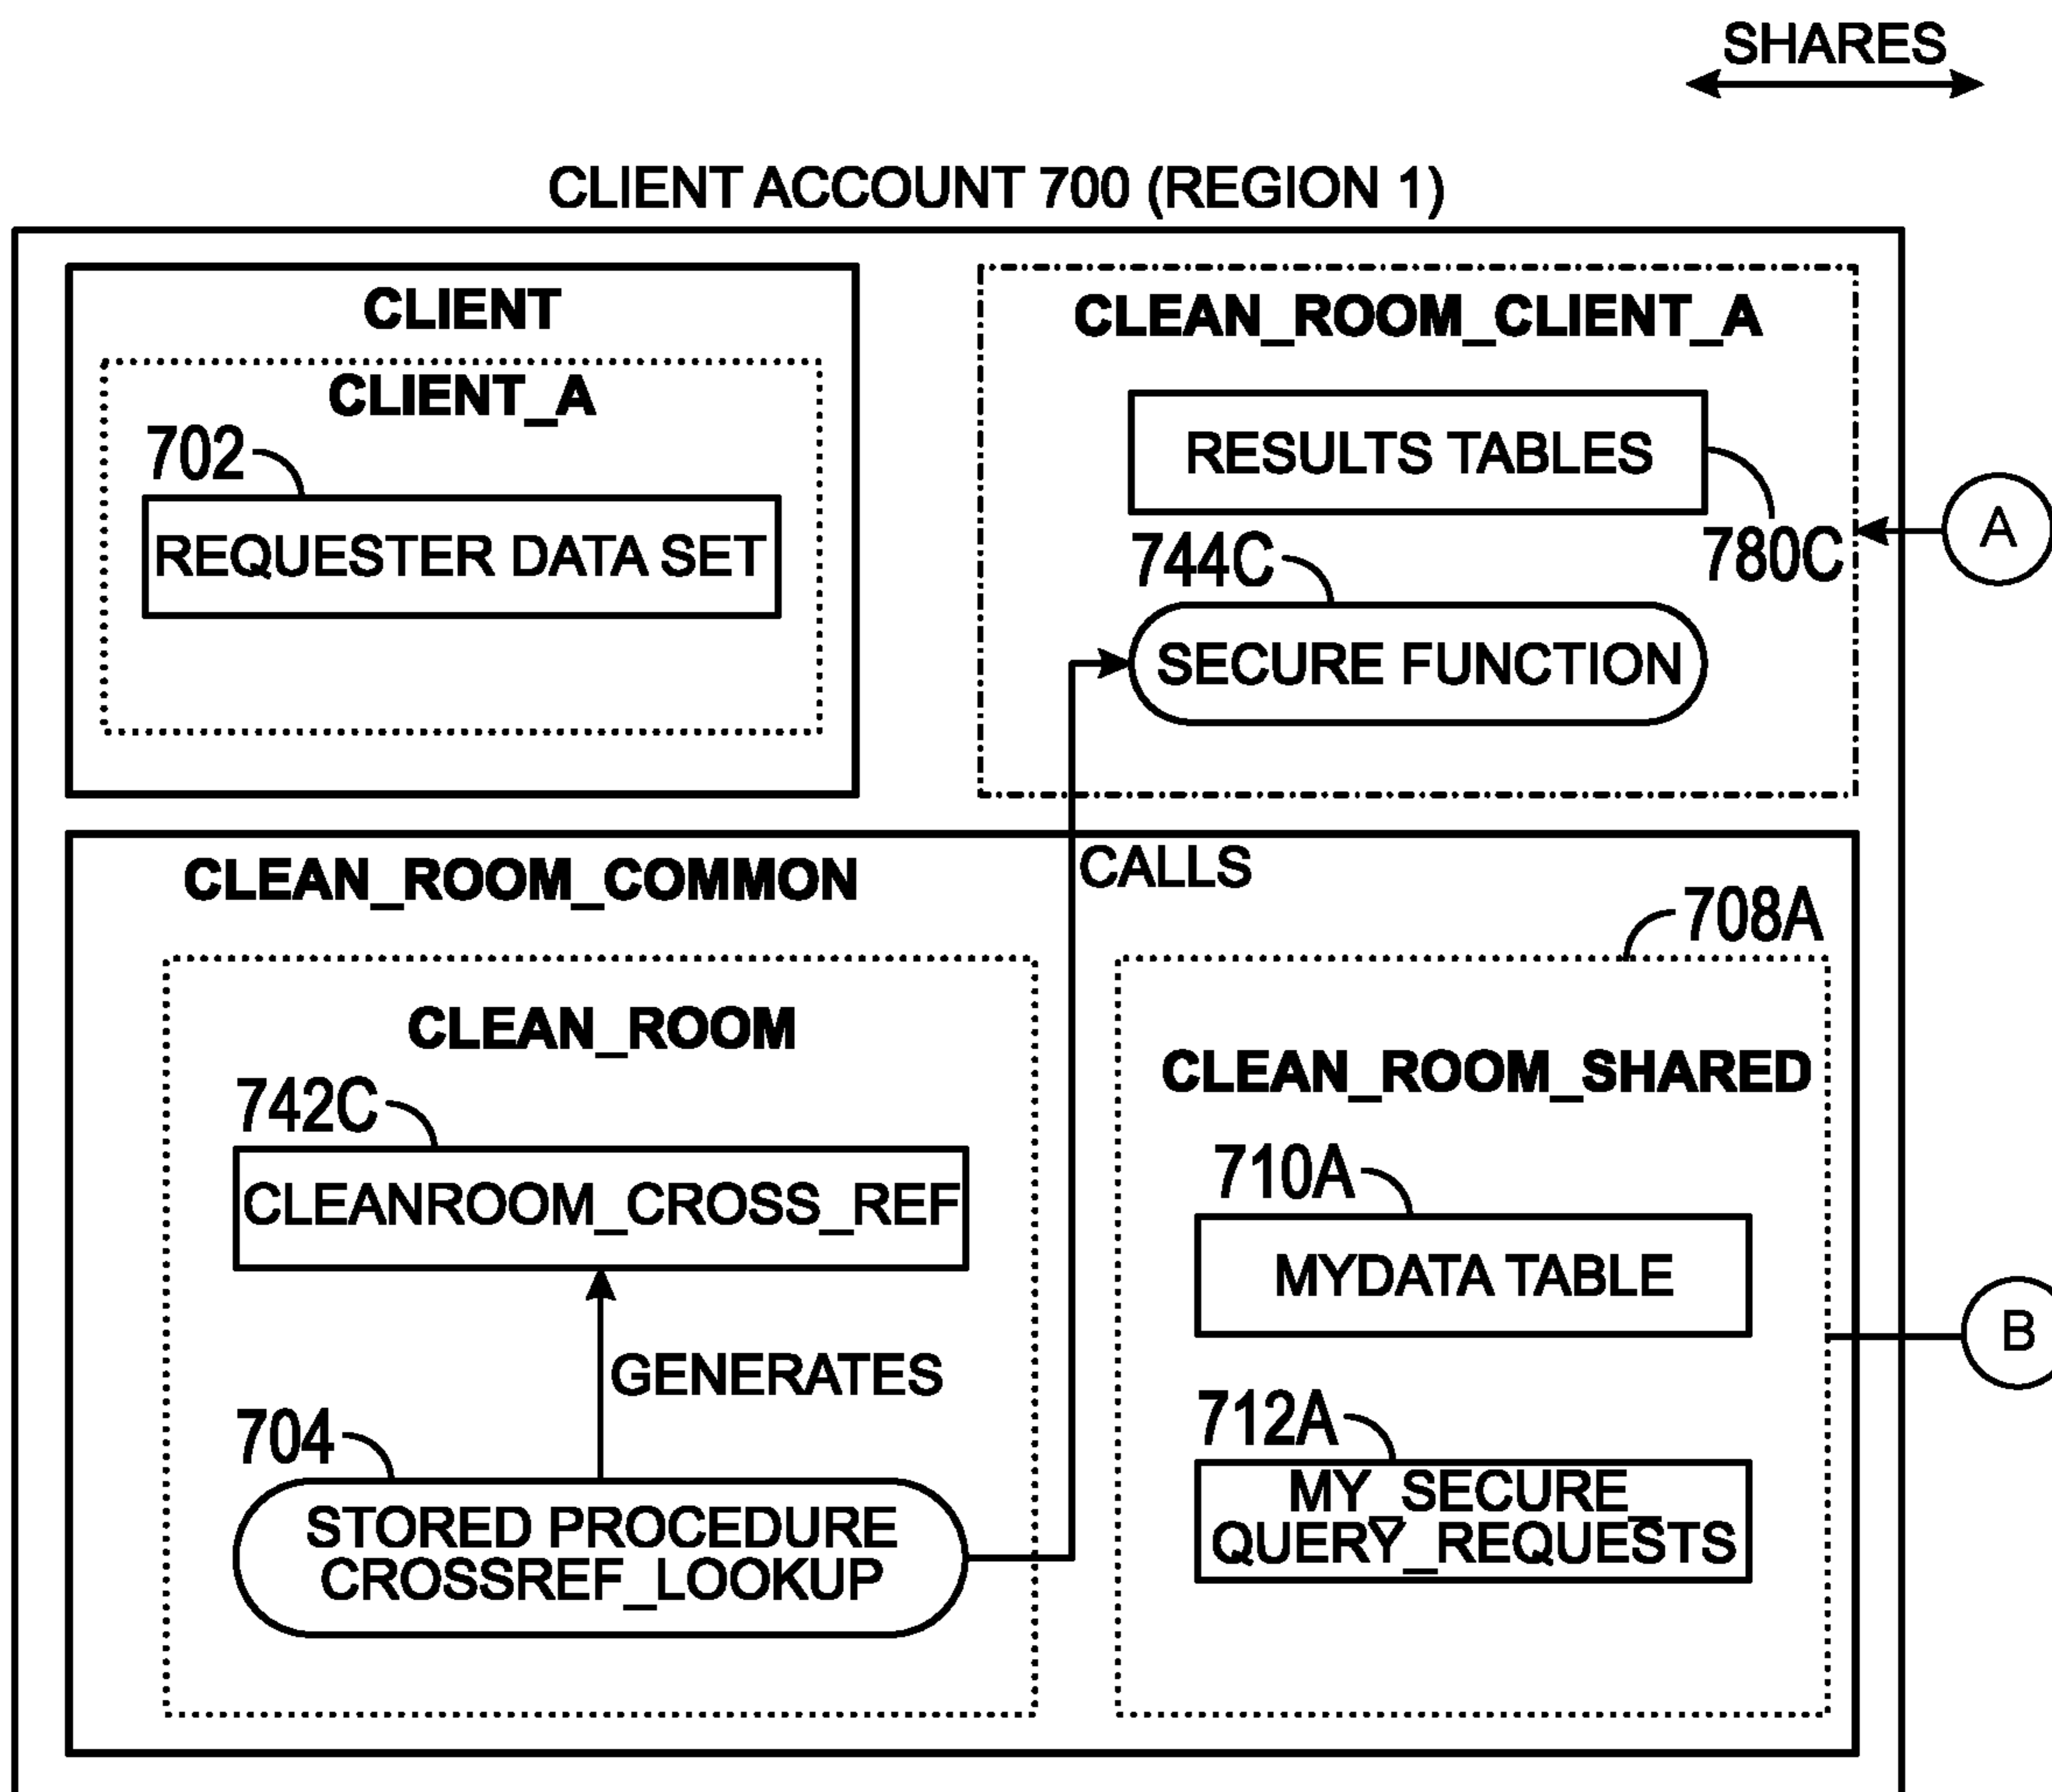 SHARES
CLIENT ACCOUNT 700 (REGION 1)
CLIENT
CLIENT_A
702
REQUESTER DATA SET
CLEAN_ROOM_CLIENT_A
RESULTS TABLES
780C
A
744C
SECURE FUNCTION
CALLS
CLEAN_ROOM_COMMON
CLEAN_ROOM
742C
CLEANROOM_CROSS_REF
GENERATES
704
STORED PROCEDURE
CROSSREF_LOOKUP
708A
CLEAN_ROOM_SHARED
710A
MYDATA TABLE
B
712A
MY_SECURE_
QUERY_REQUESTS